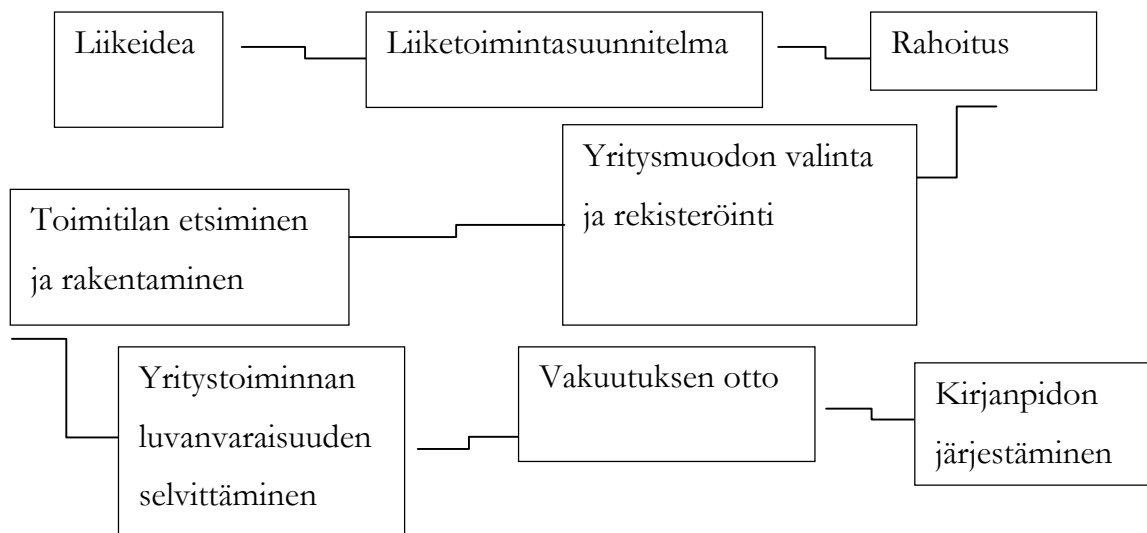 Liikeidea
Liiketoimintasuunnitelma
Rahoitus
Yritysmuodon valinta
ja rekisteröinti
Toimitilan etsiminen
ja rakentaminen
Yritystoiminnan
luvanvaraisuuden
selvittäminen
Vakuutuksen otto
Kirjanpidon
järjestäminen